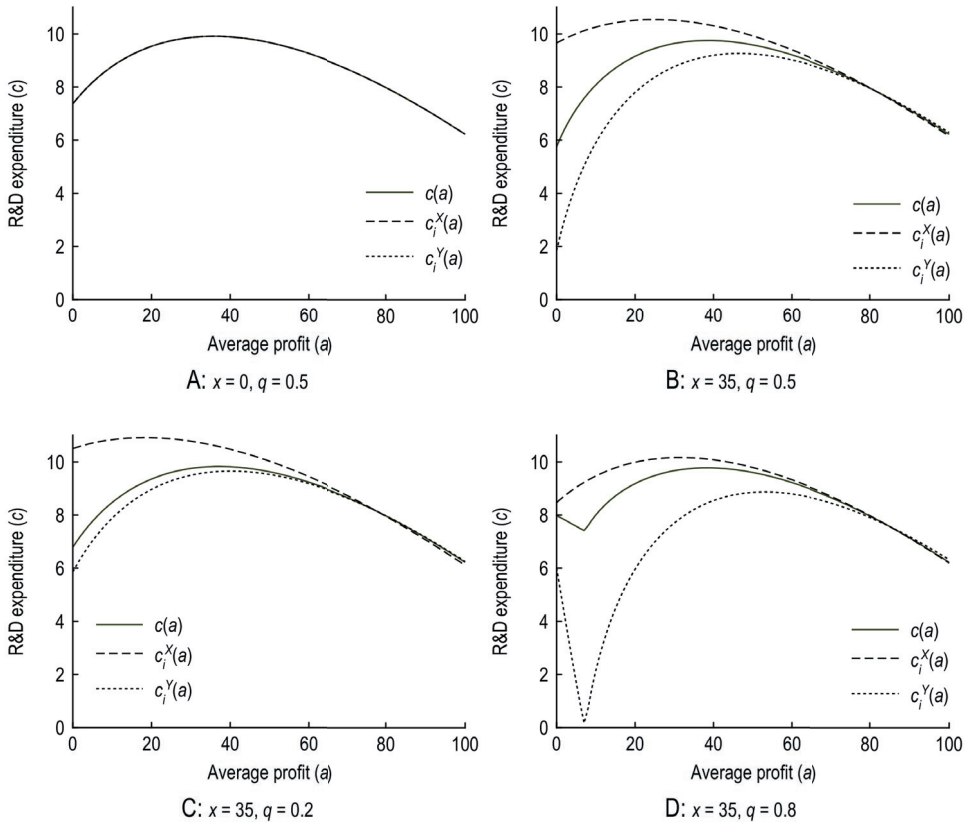 R&D expenditure (c)
10
8
6
4
2
0
c(a)
c_i^X(a)
c_i^Y(a)
0 20 40 60 80 100
Average profit (a)
A: x = 0, q = 0.5
R&D expenditure (c)
10
8
6
4
2
0
c(a)
c_i^X(a)
c_i^Y(a)
0 20 40 60 80 100
Average profit (a)
B: x = 35, q = 0.5
R&D expenditure (c)
10
8
6
4
2
0
c(a)
c_i^X(a)
c_i^Y(a)
0 20 40 60 80 100
Average profit (a)
C: x = 35, q = 0.2
R&D expenditure (c)
10
8
6
4
2
0
c(a)
c_i^X(a)
c_i^Y(a)
0 20 40 60 80 100
Average profit (a)
D: x = 35, q = 0.8